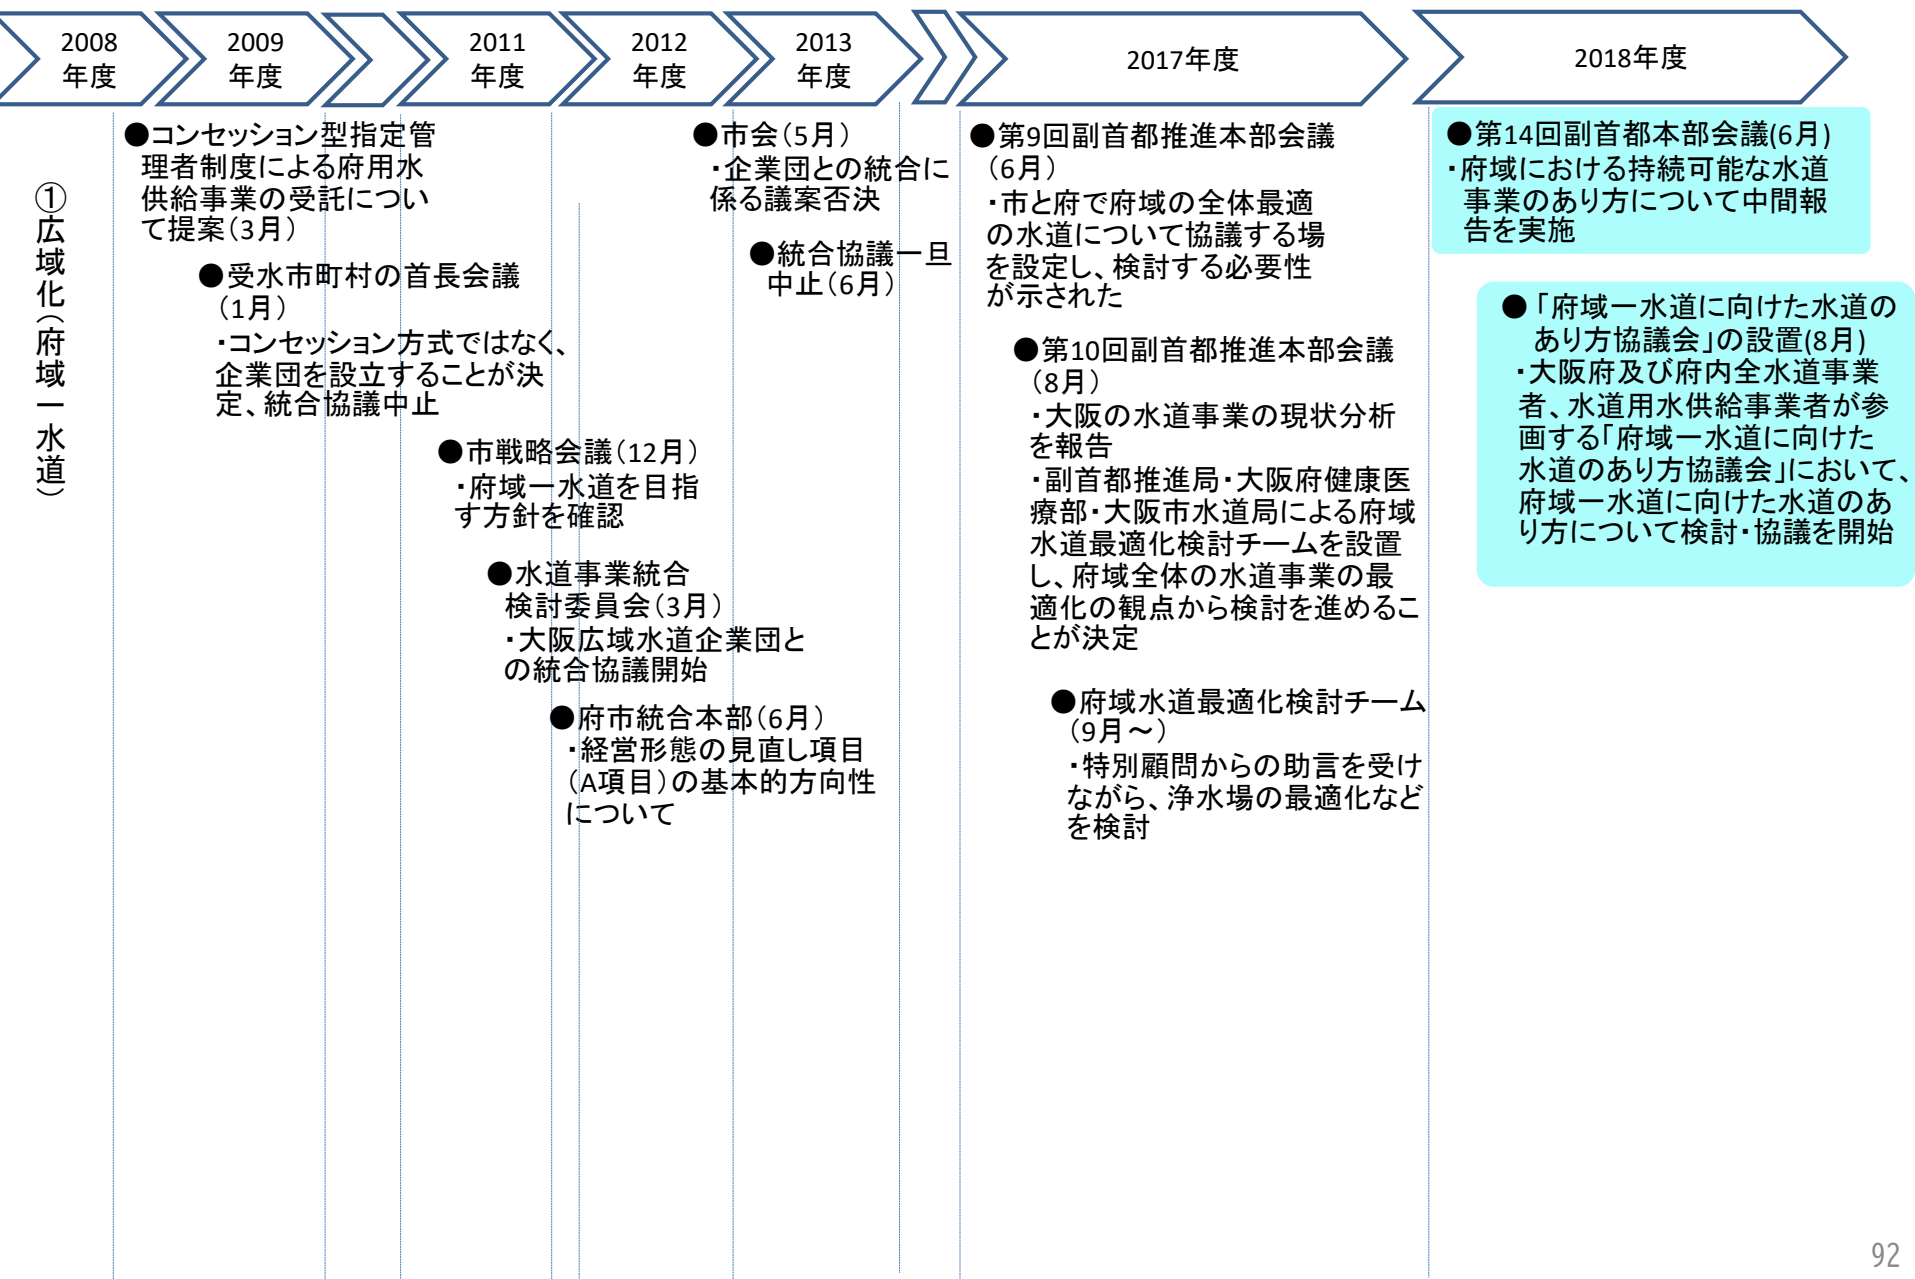 2008
年度
2009
年度
2011
年度
2012
年度
2013
年度
2017年度
2018年度
①広域化（府域一水道）
●コンセッション型指定管
理者制度による府用水
供給事業の受託につい
て提案（3月）
●受水市町村の首長会議
（1月）
・コンセッション方式ではなく、
企業団を設立することが決
定、統合協議中止
●市戦略会議（12月）
・府域一水道を目指
す方針を確認
●水道事業統合
検討委員会（3月）
・大阪広域水道企業団と
の統合協議開始
●府市統合本部（6月）
・経営形態の見直し項目
（A項目）の基本的方向性
について
●市会（5月）
・企業団との統合に
係る議案否決
●統合協議一旦
中止（6月）
●第9回副首都推進本部会議
（6月）
・市と府で府域の全体最適
の水道について協議する場
を設定し、検討する必要性
が示された
●第10回副首都推進本部会議
（8月）
・大阪の水道事業の現状分析
を報告
・副首都推進局・大阪府健康医
療部・大阪市水道局による府域
水道最適化検討チームを設置
し、府域全体の水道事業の最
適化の観点から検討を進めるこ
とが決定
●府域水道最適化検討チーム
（9月～）
・特別顧問からの助言を受け
ながら、浄水場の最適化など
を検討
●第14回副首都本部会議(6月)
・府域における持続可能な水道
事業のあり方について中間報
告を実施
●「府域一水道に向けた水道の
あり方協議会」の設置(8月)
・大阪府及び府内全水道事業
者、水道用水供給事業者が参
画する「府域一水道に向けた
水道のあり方協議会」において、
府域一水道に向けた水道のあ
り方について検討・協議を開始
92